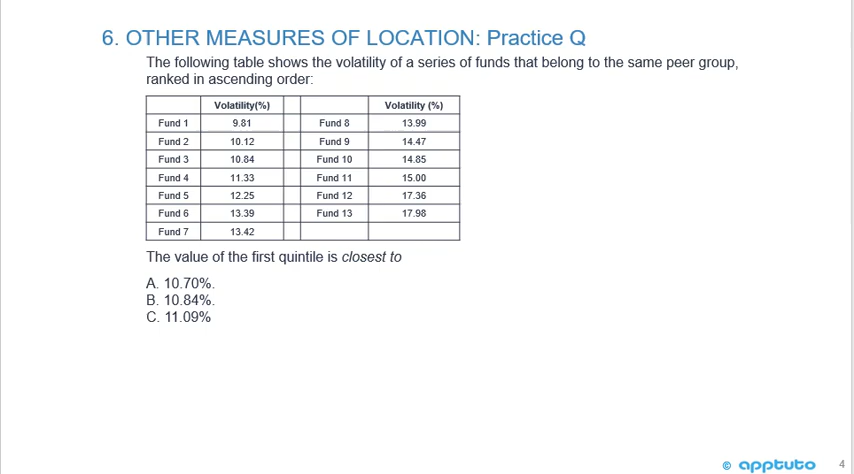 6. OTHER MEASURES OF LOCATION: Practice Q
The following table shows the volatility of a series of funds that belong to the same peer group,
ranked in ascending order:
Volatility(%) Volatility (%)
Fund 1 9.81 Fund 8 13.99
Fund 2 10.12 Fund 9 14.47
Fund 3 10.84 Fund 10 14.85
Fund 4 11.33 Fund 11 15.00
Fund 5 12.25 Fund 12 17.36
Fund 6 13.39 Fund 13 17.98
Fund 7 13.42
The value of the first quintile is closest to
A. 10.70%.
B. 10.84%.
C. 11.09%
© apptuto 4